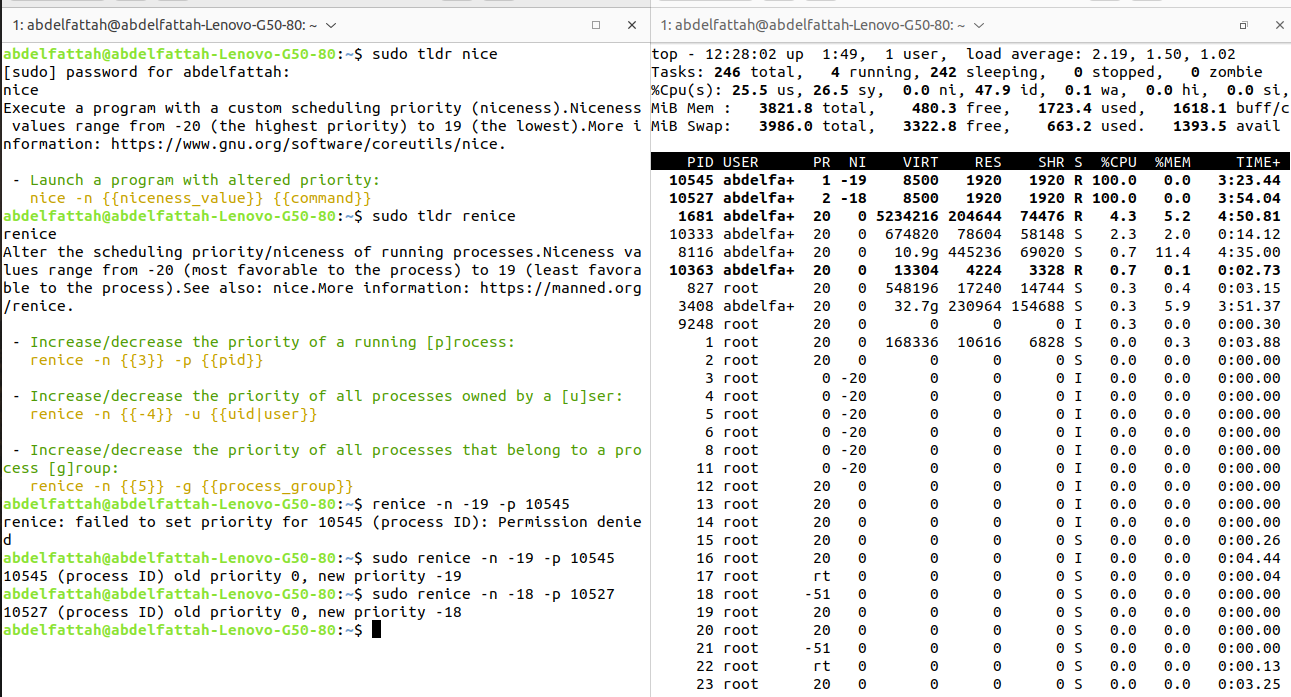 1: abdelfattah@abdelfattah-Lenovo-G50-80: ~
abdelfattah@abdelfattah-Lenovo-G50-80:~$ sudo tldr nice
[sudo] password for abdelfattah:
nice
Execute a program with a custom scheduling priority (niceness).Niceness
 values range from -20 (the highest priority) to 19 (the lowest).More i
nformation: https://www.gnu.org/software/coreutils/nice.
 - Launch a program with altered priority:
   nice -n {{niceness_value}} {{command}}
abdelfattah@abdelfattah-Lenovo-G50-80:~$ sudo tldr renice
renice
Alter the scheduling priority/niceness of running processes.Niceness va
lues range from -20 (most favorable to the process) to 19 (least favora
ble to the process).See also: nice.More information: https://manned.org
/renice.
 - Increase/decrease the priority of a running [p]rocess:
   renice -n {{3}} -p {{pid}}
 - Increase/decrease the priority of all processes owned by a [u]ser:
   renice -n {{-4}} -u {{uid|user}}
 - Increase/decrease the priority of all processes that belong to a pro
cess [g]roup:
   renice -n {{5}} -g {{process_group}}
abdelfattah@abdelfattah-Lenovo-G50-80:~$ renice -n -19 -p 10545
renice: failed to set priority for 10545 (process ID): Permission denie
d
abdelfattah@abdelfattah-Lenovo-G50-80:~$ sudo renice -n -19 -p 10545
10545 (process ID) old priority 0, new priority -19
abdelfattah@abdelfattah-Lenovo-G50-80:~$ sudo renice -n -18 -p 10527
10527 (process ID) old priority 0, new priority -18
abdelfattah@abdelfattah-Lenovo-G50-80:~$
1: abdelfattah@abdelfattah-Lenovo-G50-80: ~
top - 12:28:02 up  1:49,  1 user,  load average: 2.19, 1.50, 1.02
Tasks: 246 total,   4 running, 242 sleeping,   0 stopped,   0 zombie
%Cpu(s): 25.5 us, 26.5 sy,  0.0 ni, 47.9 id,  0.1 wa,  0.0 hi,  0.0 si,
MiB Mem :   3821.8 total,    480.3 free,   1723.4 used,   1618.1 buff/c
MiB Swap:   3986.0 total,   3322.8 free,    663.2 used.   1393.5 avail
PID USER PR NI VIRT RES SHR S %CPU %MEM TIME+
10545 abdelfa+ 1 -19 8500 1920 1920 R 100.0 0.0 3:23.44
10527 abdelfa+ 2 -18 8500 1920 1920 R 100.0 0.0 3:54.04
1681 abdelfa+ 20 0 5234216 204644 74476 R 4.3 5.2 4:50.81
10333 abdelfa+ 20 0 674820 78604 58148 S 2.3 2.0 0:14.12
8116 abdelfa+ 20 0 10.9g 445236 69020 S 0.7 11.4 4:35.00
10363 abdelfa+ 20 0 13304 4224 3328 R 0.7 0.1 0:02.73
827 root 20 0 548196 17240 14744 S 0.3 0.4 0:03.15
3408 abdelfa+ 20 0 32.7g 230964 154688 S 0.3 5.9 3:51.37
9248 root 20 0 0 0 0 I 0.3 0.0 0:00.30
1 root 20 0 168336 10616 6828 S 0.0 0.3 0:03.88
2 root 20 0 0 0 0 S 0.0 0.0 0:00.00
3 root 0 -20 0 0 0 I 0.0 0.0 0:00.00
4 root 0 -20 0 0 0 I 0.0 0.0 0:00.00
5 root 0 -20 0 0 0 I 0.0 0.0 0:00.00
6 root 0 -20 0 0 0 I 0.0 0.0 0:00.00
8 root 0 -20 0 0 0 I 0.0 0.0 0:00.00
11 root 0 -20 0 0 0 I 0.0 0.0 0:00.00
12 root 20 0 0 0 0 I 0.0 0.0 0:00.00
13 root 20 0 0 0 0 I 0.0 0.0 0:00.00
14 root 20 0 0 0 0 I 0.0 0.0 0:00.00
15 root 20 0 0 0 0 S 0.0 0.0 0:00.26
16 root 20 0 0 0 0 I 0.0 0.0 0:04.44
17 root rt 0 0 0 0 S 0.0 0.0 0:00.04
18 root -51 0 0 0 0 S 0.0 0.0 0:00.00
19 root 20 0 0 0 0 S 0.0 0.0 0:00.00
20 root 20 0 0 0 0 S 0.0 0.0 0:00.00
21 root -51 0 0 0 0 S 0.0 0.0 0:00.00
22 root rt 0 0 0 0 S 0.0 0.0 0:00.13
23 root 20 0 0 0 0 S 0.0 0.0 0:03.25